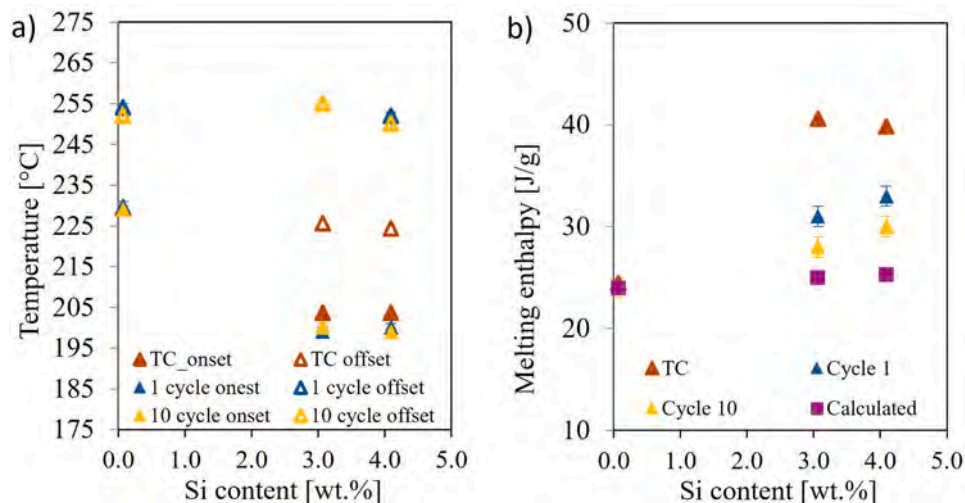 a)
Temperature [°C]
275
265
255
245
235
225
215
205
195
185
175
TC_onset
TC offset
1 cycle onest
1 cycle offset
10 cycle onset
10 cycle offset
0.0 1.0 2.0 3.0 4.0 5.0
Si content [wt.%]
b)
Melting enthalpy [J/g]
50
40
30
20
10
TC
Cycle 1
Cycle 10
Calculated
0.0 1.0 2.0 3.0 4.0 5.0
Si content [wt.%]